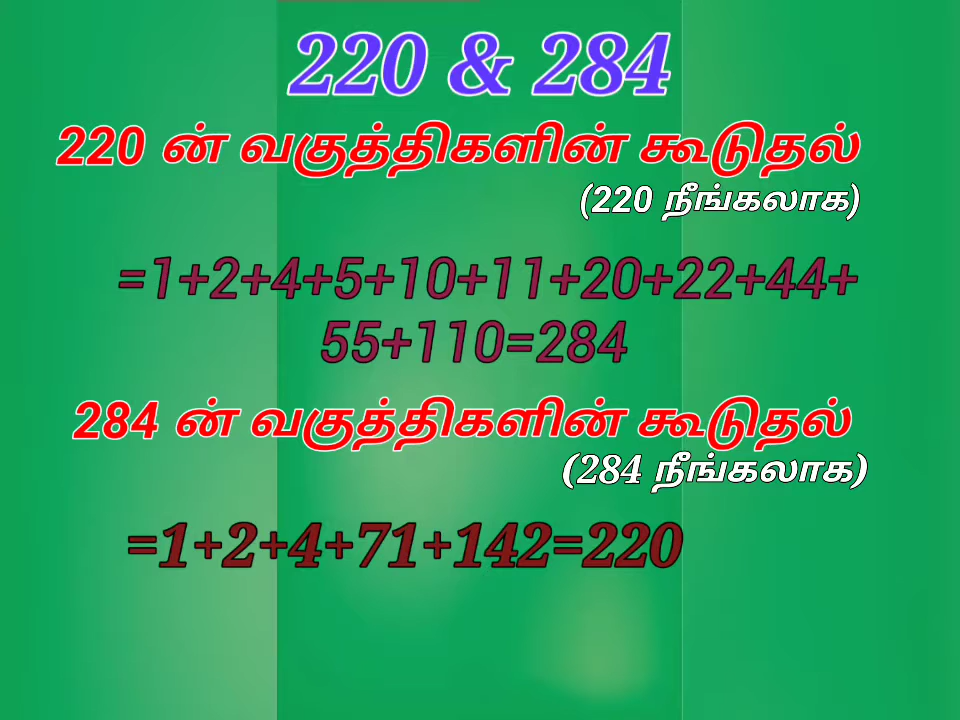 220 & 284
220 ன் வகுத்திகளின் கூடுதல்
(220 நீங்கலாக)
=1+2+4+5+10+11+20+22+44+
55+110=284
284 ன் வகுத்திகளின் கூடுதல்
(284 நீங்கலாக)
=1+2+4+71+142=220